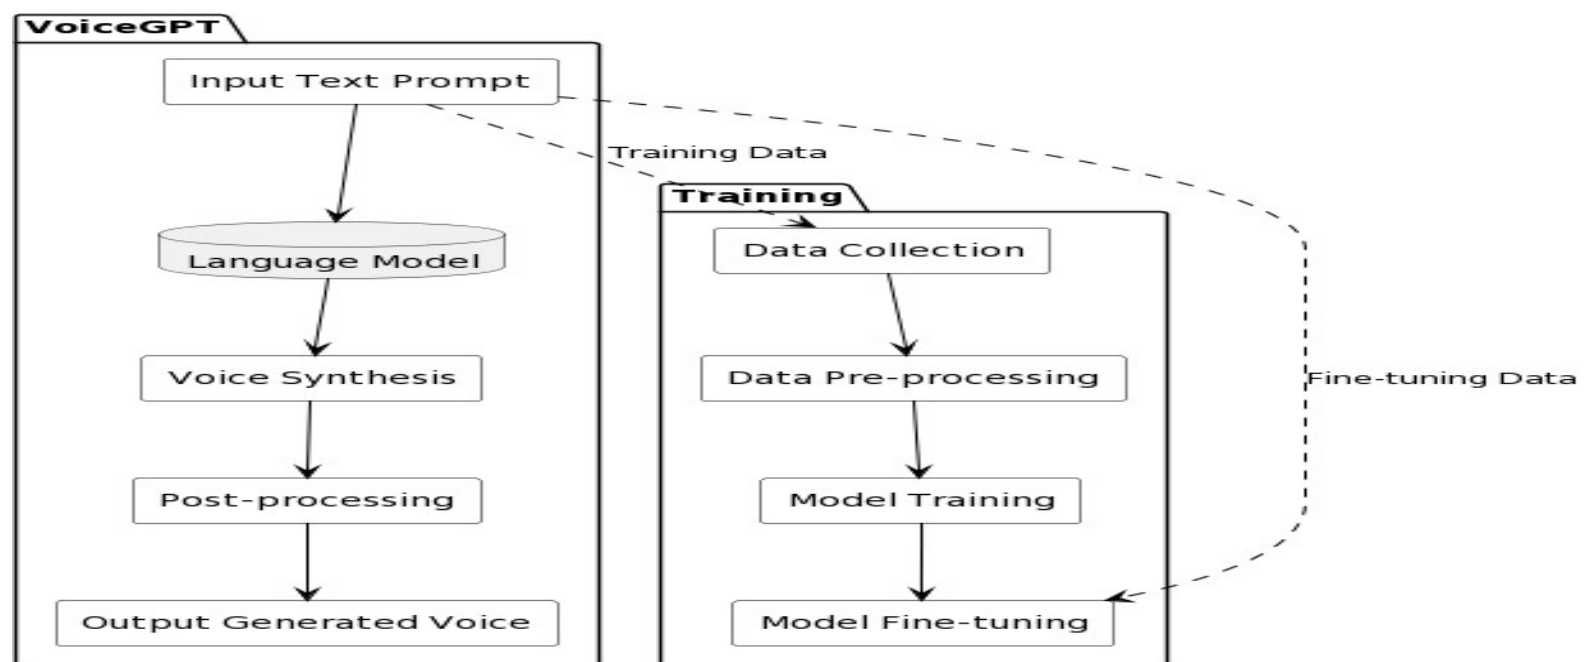 VoiceGPT
Input Text Prompt
Training Data
Training
Data Collection
Language Model
Voice Synthesis
Data Pre-processing
Fine-tuning Data
Post-processing
Model Training
Output Generated Voice
Model Fine-tuning